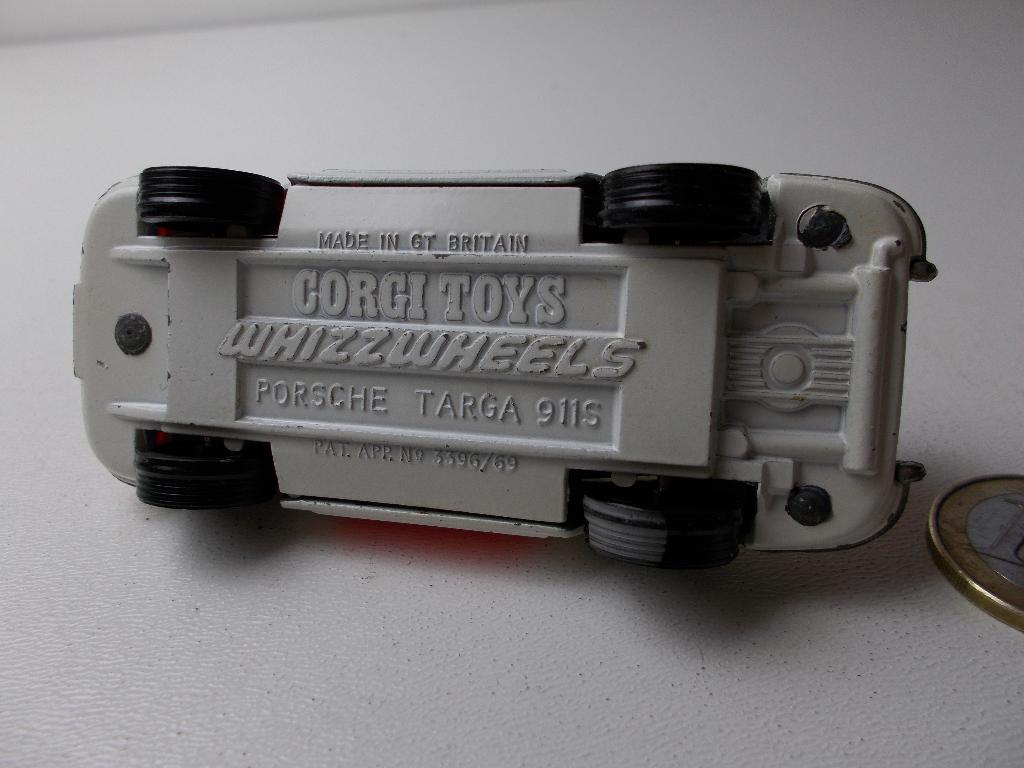 MADE IN GT BRITAIN
CORGI TOYS
WHIZZWHEELS
PORSCHE TARGA 911S
PAT. APP. Nº 3396/69